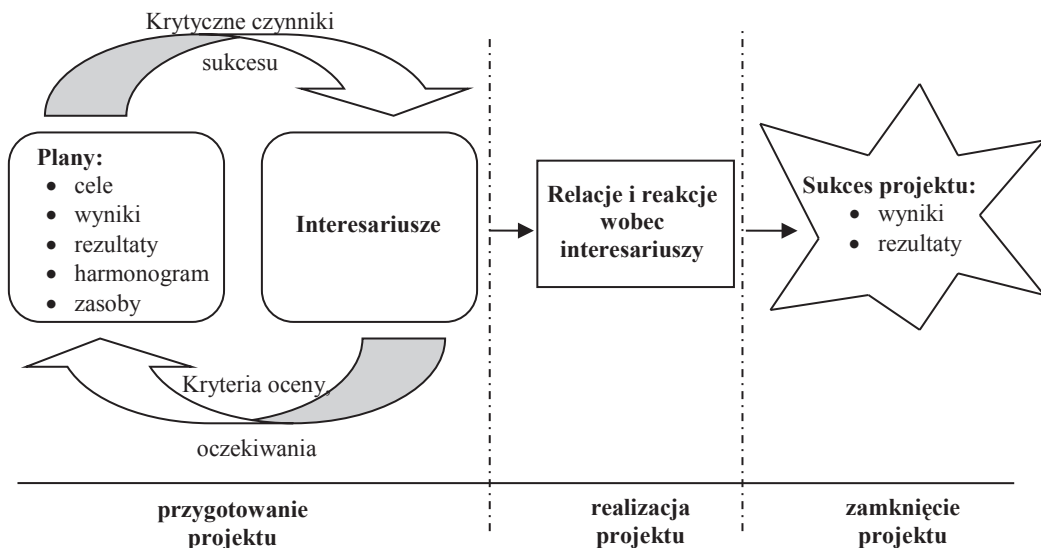 Krytyczne czynniki
sukcesu
Plany:
• cele
• wyniki
• rezultaty
• harmonogram
• zasoby
Interesariusze
Relacje i reakcje
wobec
interesariuszy
Sukces projektu:
• wyniki
• rezultaty
Kryteria oceny,
oczekiwania
przygotowanie
projektu
realizacja
projektu
zamknięcie
projektu